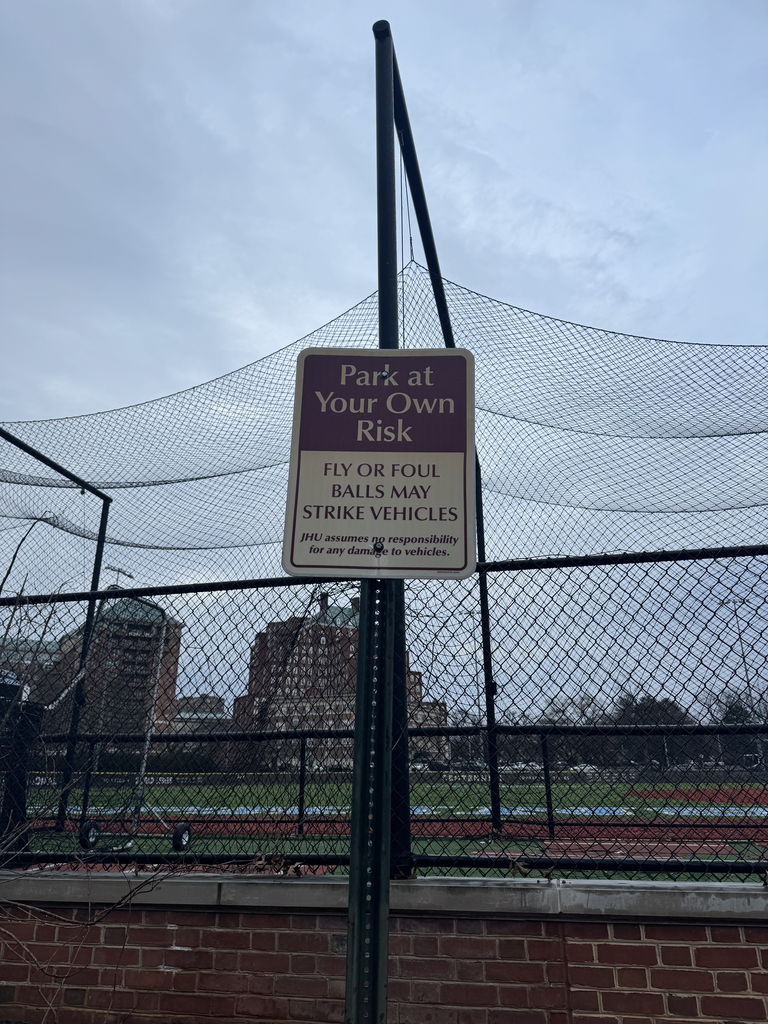 Park at
Your Own
Risk
FLY OR FOUL
BALLS MAY
STRIKE VEHICLES
JHU assumes no responsibility
for any damage to vehicles.